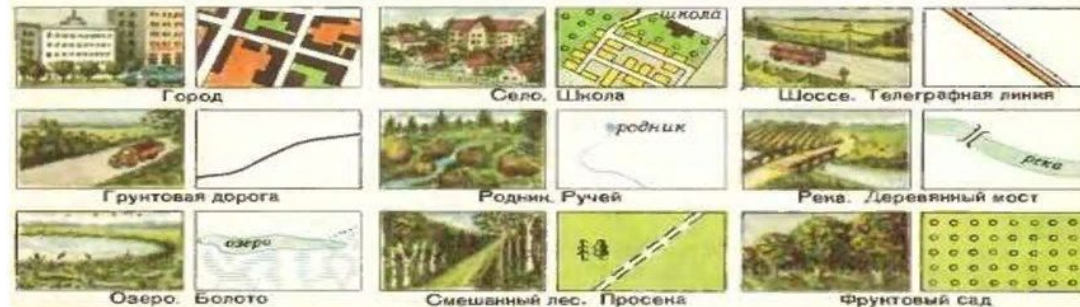 школа
Город
Село. Школа
Шоссе. Телеграфная линия
родник
река
Грунтовая дорога
Родник. Ручей
Река. Деревянный мост
озеро
Озеро. Болото
Смешанный лес. Просека
Фруктовый сад